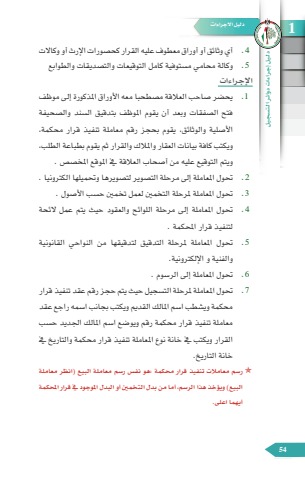 دليل الاجراءات
1
دليل اجراءات دوائر التسجيل
4. أي وثائق أو أوراق معطوف عليه القرار كحصورات الإرث أو وكالات
5. وكالة محامي مستوفية كامل التوقيعات والتصديقات والطوابع
الإجراءات
1. يحضر صاحب العلاقة مصطحبا معه الأوراق المذكورة إلى موظف
فتح الصفقات وبعد أن يقوم الموظف بتدقيق السند والصحيفة
الأصلية والوثائق، يقوم بحجز رقم معاملة تنفيذ قرار محكمة،
ويكتب كافة بيانات العقار والملاك والقرار ثم يقوم بطباعة الطلب،
ويتم التوقيع عليه من أصحاب العلاقة في الموقع المخصص .
2. تحول المعاملة إلى مرحلة التصوير لتصويرها وتحميلها الكترونيا .
3. تحول المعاملة لمرحلة التخمين لعمل تخمين حسب الأصول .
4. تحول المعاملة إلى مرحلة اللوائح والعقود حيث يتم عمل لائحة
لتنفيذ قرار المحكمة .
5. تحول المعاملة لمرحلة التدقيق لتدقيقها من النواحي القانونية
والفنية و الإلكترونية.
6. تحول المعاملة إلى الرسوم .
7. تحول المعاملة لمرحلة التسجيل حيث يتم حجز رقم عقد تنفيذ قرار
محكمة ويشطب اسم المالك القديم ويكتب بجانب اسمه راجع عقد
معاملة تنفيذ قرار محكمة رقم ويوضع اسم المالك الجديد حسب
القرار ويكتب في خانة نوع المعاملة تنفيذ قرار محكمة والتاريخ في
خانة التاريخ.
★ رسم معاملات تنفيذ قرار محكمة هو نفس رسم معاملة البيع (انظر معاملة
البيع) ويؤخذ هذا الرسم، اما من بدل التخمين أو البدل الموجود في قرار المحكمة
ايهما اعلى.
54